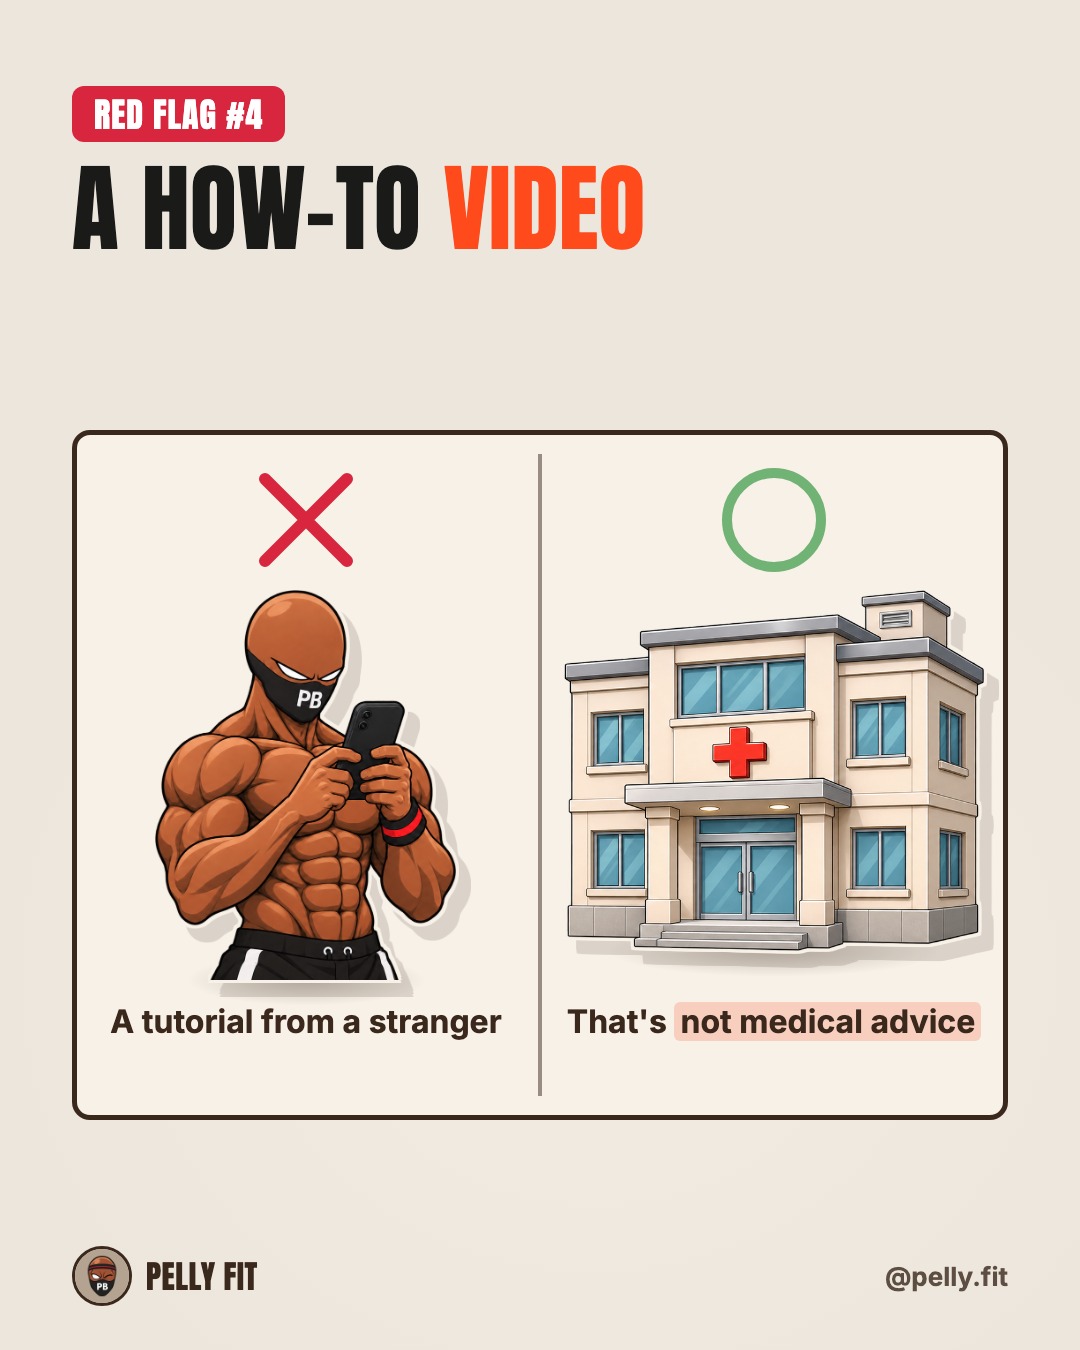 RED FLAG #4
A HOW-TO VIDEO
PB
A tutorial from a stranger
That's not medical advice
PB
PELLY FIT
@pelly.fit